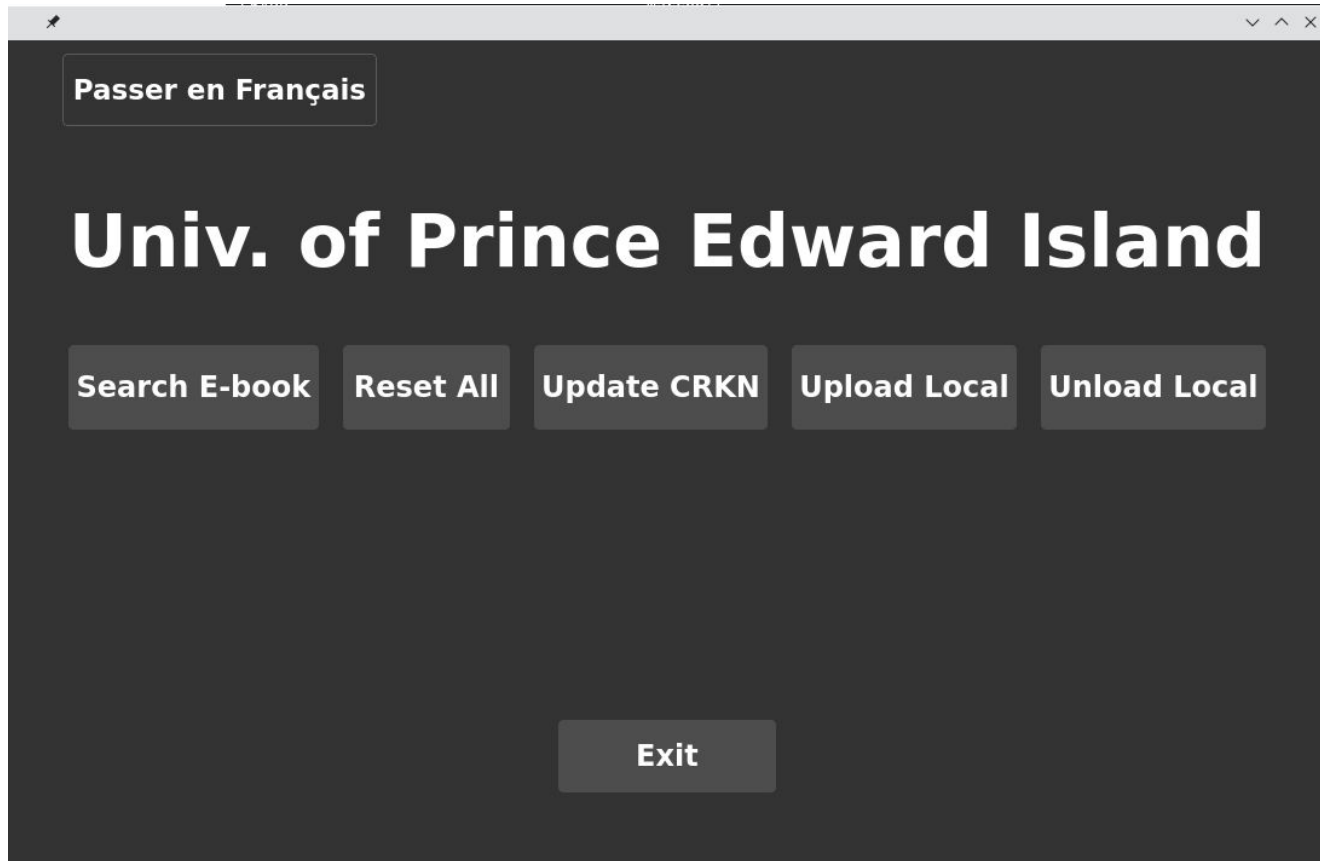 Passer en Français
Univ. of Prince Edward Island
Search E-book Reset All Update CRKN Upload Local Unload Local
Exit